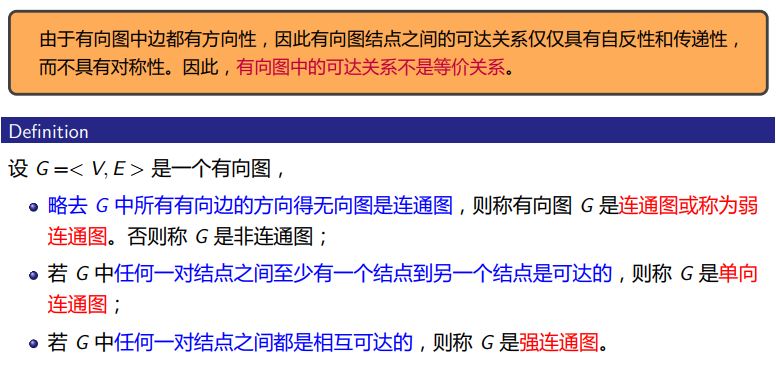 由于有向图中边都有方向性，因此有向图结点之间的可达关系仅仅具有自反性和传递性，
而不具有对称性。因此，有向图中的可达关系不是等价关系。
Definition
设 G =< V, E > 是一个有向图，
略去 G 中所有有向边的方向得无向图是连通图，则称有向图 G 是连通图或称为弱
连通图。否则称 G 是非连通图；
若 G 中任何一对结点之间至少有一个结点到另一个结点是可达的，则称 G 是单向
连通图；
若 G 中任何一对结点之间都是相互可达的，则称 G 是强连通图。